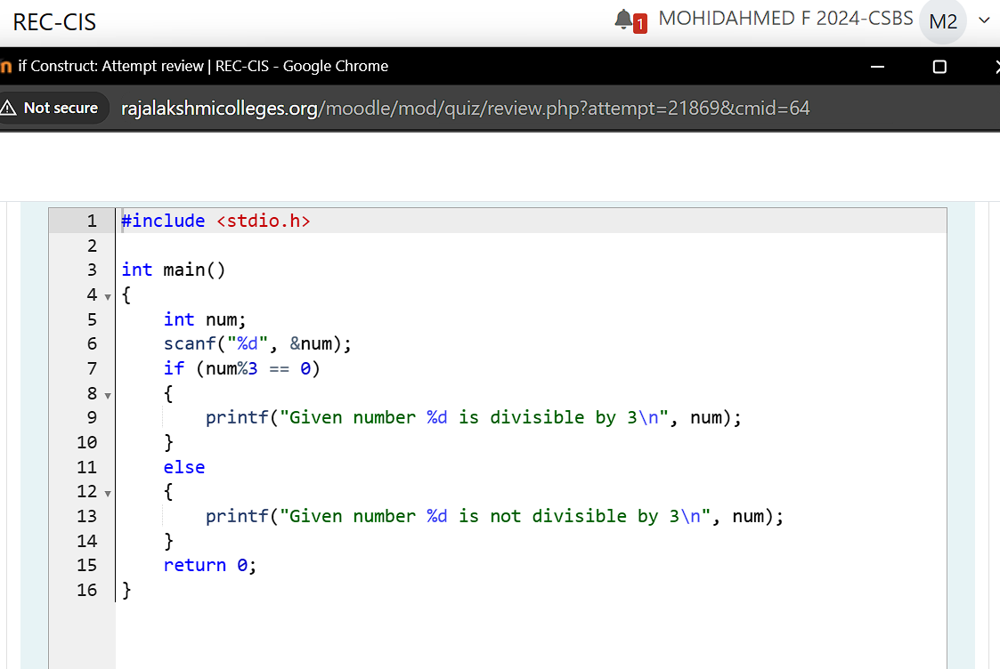 REC-CIS
1 MOHIDAHMED F 2024-CSBS M2
if Construct: Attempt review | REC-CIS - Google Chrome
Not secure rajalakshmicolleges.org/moodle/mod/quiz/review.php?attempt=21869&cmid=64
1 #include <stdio.h>
2
3 int main()
4 {
5     int num;
6     scanf("%d", &num);
7     if (num%3 == 0)
8     {
9         printf("Given number %d is divisible by 3\n", num);
10     }
11     else
12     {
13         printf("Given number %d is not divisible by 3\n", num);
14     }
15     return 0;
16 }